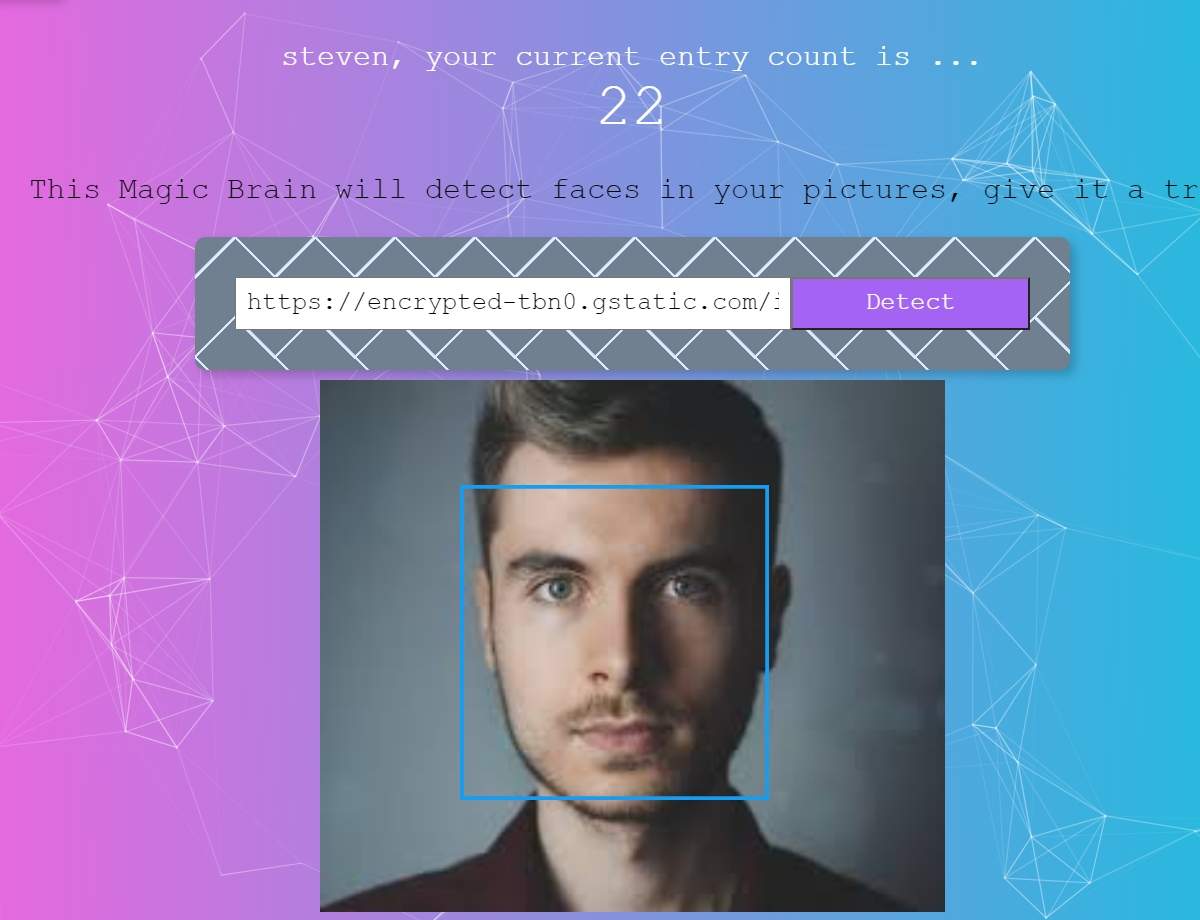 steven, your current entry count is ...
22
This Magic Brain will detect faces in your pictures, give it a tr
https://encrypted-tbn0.gstatic.com/i
Detect